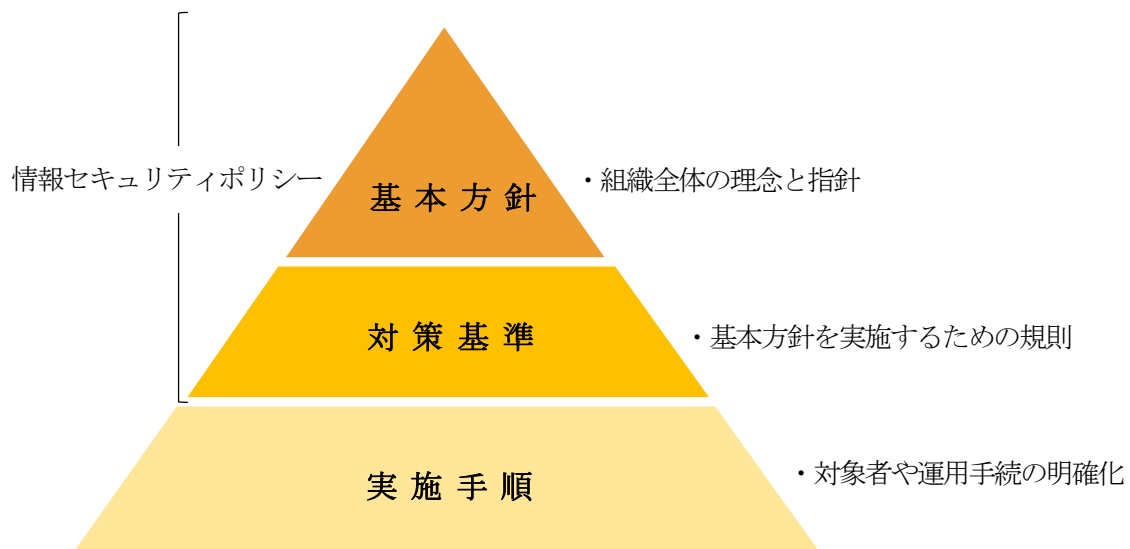 情報セキュリティポリシー
基本方針
・組織全体の理念と指針
対策基準
・基本方針を実施するための規則
実施手順
・対象者や運用手続の明確化